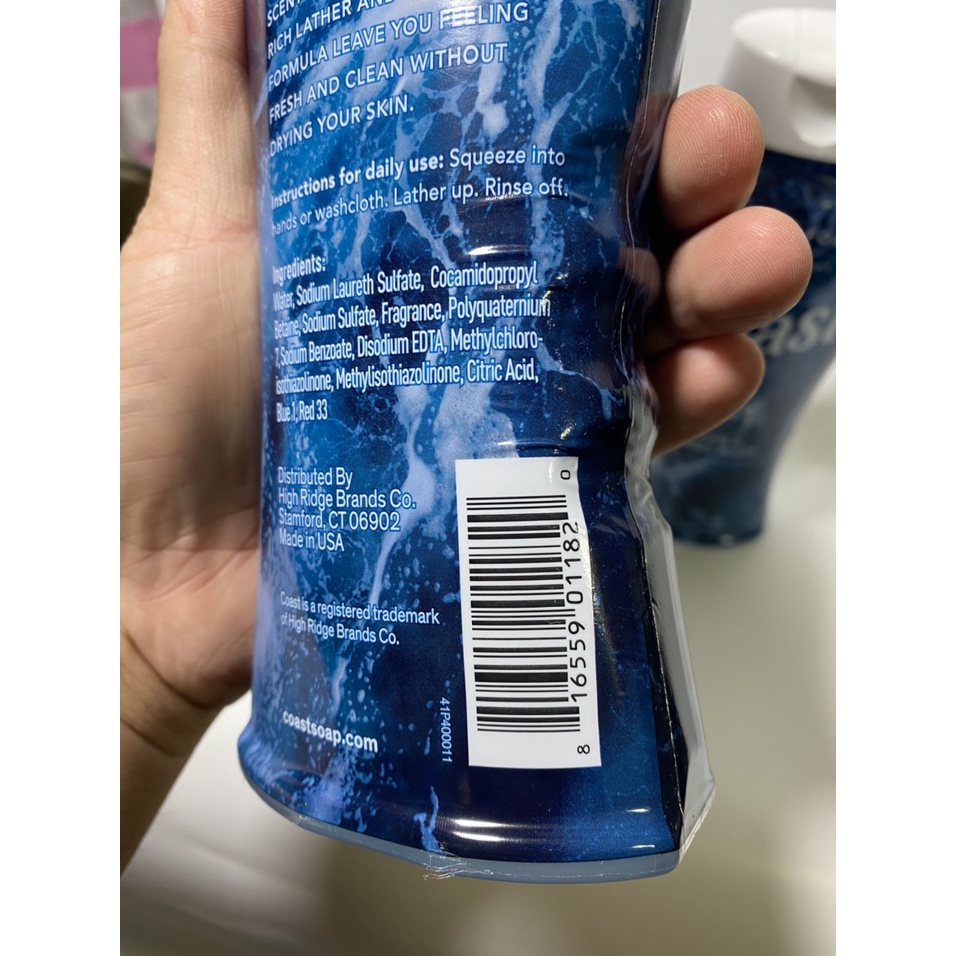 SCENT
RICH LATHER AND
FORMULA LEAVE YOU FEELING
FRESH AND CLEAN WITHOUT
DRYING YOUR SKIN.
Instructions for daily use: Squeeze into
hands or washcloth. Lather up. Rinse off.
Ingredients:
Water, Sodium Laureth Sulfate, Cocamidopropyl
Betaine, Sodium Sulfate, Fragrance, Polyquaternium
7, Sodium Benzoate, Disodium EDTA, Methylchloro-
isothiazolinone, Methylisothiazolinone, Citric Acid,
Blue 1, Red 33
Distributed By
High Ridge Brands Co.
Stamford, CT 06902
Made in USA
Coast is a registered trademark
of High Ridge Brands Co.
coastsoap.com
41P400011
8 16559 01182 0